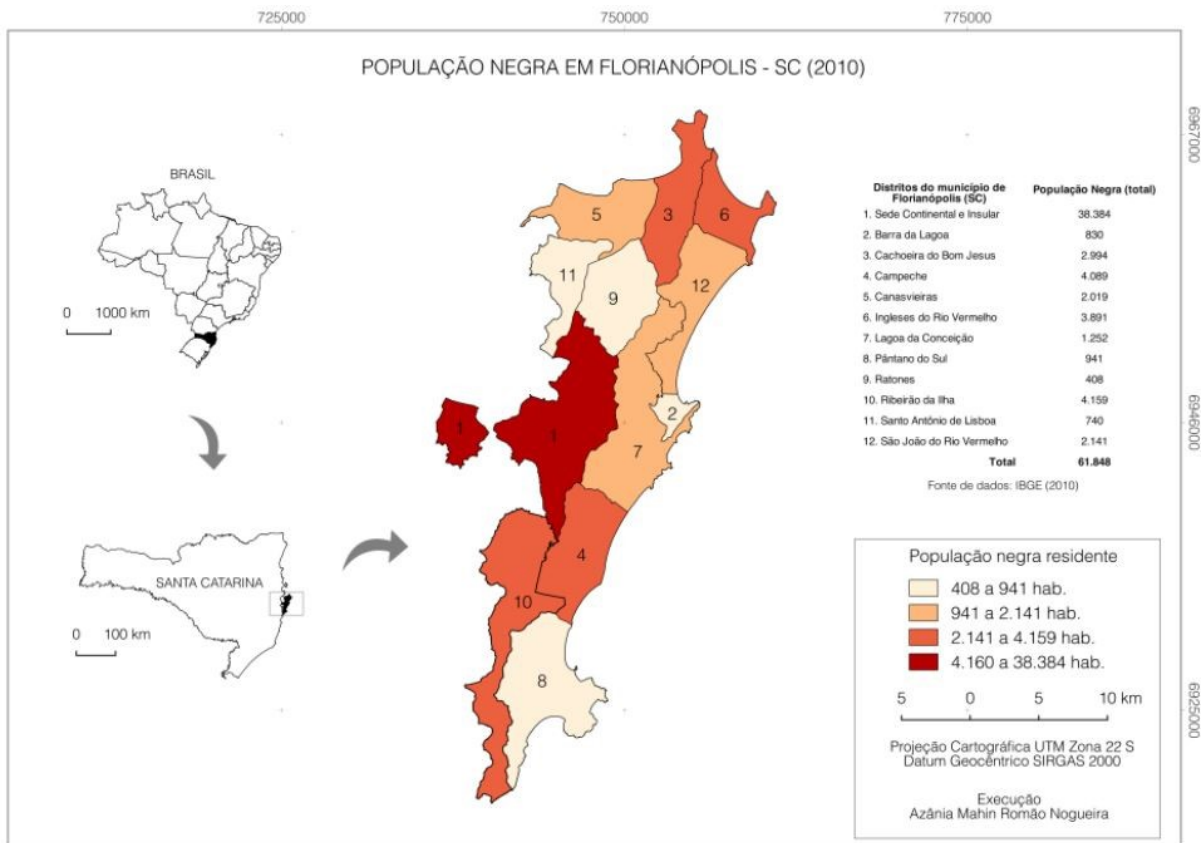 725000
750000
775000
POPULAÇÃO NEGRA EM FLORIANÓPOLIS - SC (2010)
6967000
6946000
6925000
BRASIL
0 1000 km
SANTA CATARINA
0 100 km
5
3
6
11
9
12
2
1
1
7
4
10
8
Distritos do município de Florianópolis (SC) População Negra (total)
1. Sede Continental e Insular 38.384
2. Barra da Lagoa 830
3. Cachoeira do Bom Jesus 2.994
4. Campeche 4.089
5. Canasvieiras 2.019
6. Ingleses do Rio Vermelho 3.891
7. Lagoa da Conceição 1.252
8. Pântano do Sul 941
9. Ratones 408
10. Ribeirão da Ilha 4.159
11. Santo Antônio de Lisboa 740
12. São João do Rio Vermelho 2.141
Total 61.848
Fonte de dados: IBGE (2010)
População negra residente
408 a 941 hab.
941 a 2.141 hab.
2.141 a 4.159 hab.
4.160 a 38.384 hab.
5 0 5 10 km
Projeção Cartográfica UTM Zona 22 S
Datum Geocêntrico SIRGAS 2000
Execução
Azânia Mahin Romão Nogueira